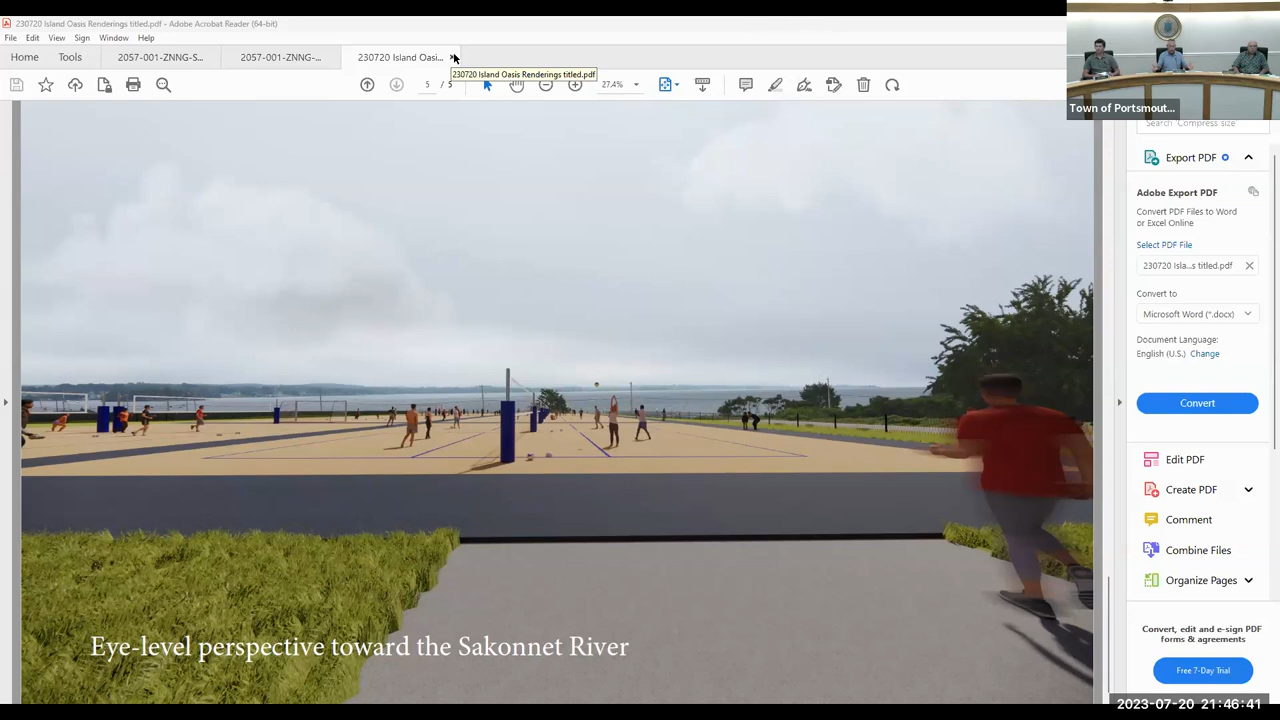 230720 Island Oasis Renderings titled.pdf - Adobe Acrobat Reader (64-bit)
File Edit View Sign Window Help
Home Tools 2057-001-ZNNG-S... 2057-001-ZNNG-... 230720 Island Oasi...
230720 Island Oasis Renderings titled.pdf
5 / 5 27.4%
Town of Portsmout...
Search 'Compress size'
Export PDF
Adobe Export PDF
Convert PDF Files to Word
or Excel Online
Select PDF File
230720 Isla...s titled.pdf
Convert to
Microsoft Word (*.docx)
Document Language:
English (U.S.) Change
Convert
Edit PDF
Create PDF
Comment
Combine Files
Organize Pages
Convert, edit and e-sign PDF
forms & agreements
Free 7-Day Trial
Eye-level perspective toward the Sakonnet River
2023-07-20 21:46:41